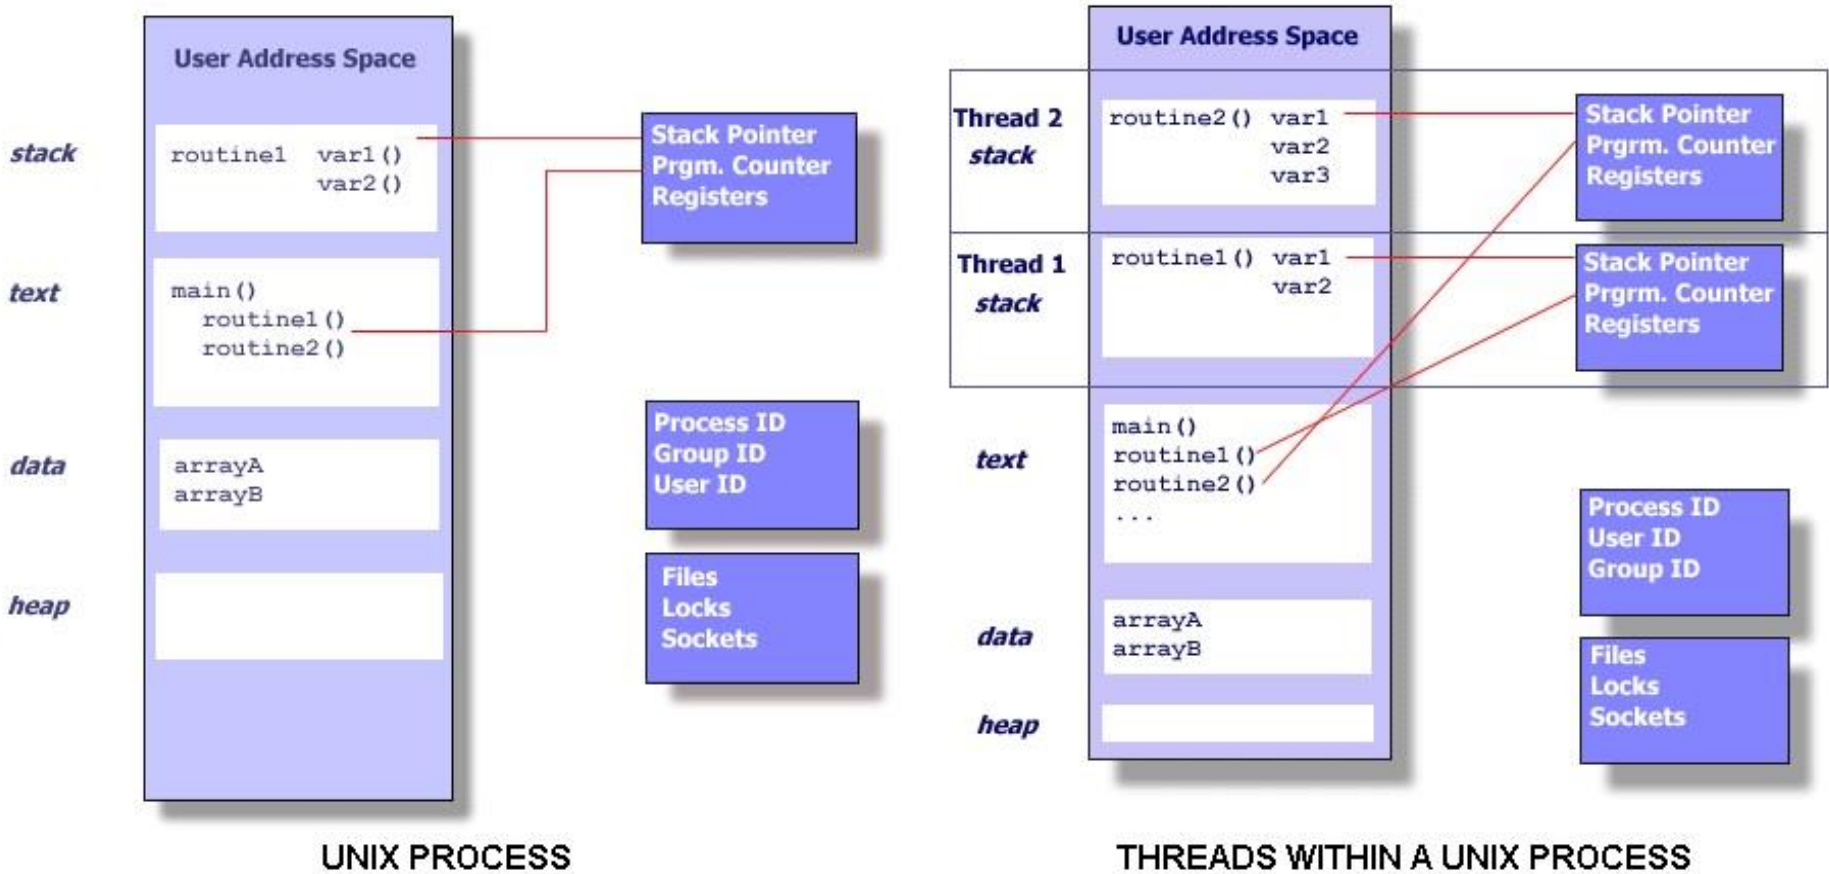 User Address Space
stack
routine1 var1()
var2()
Stack Pointer
Prgm. Counter
Registers
text
main()
routine1()
routine2()
data
arrayA
arrayB
Process ID
Group ID
User ID
heap
Files
Locks
Sockets
UNIX PROCESS
User Address Space
Thread 2
stack
routine2() var1
var2
var3
Stack Pointer
Prgrm. Counter
Registers
Thread 1
stack
routine1() var1
var2
Stack Pointer
Prgrm. Counter
Registers
text
main()
routine1()
routine2()
...
Process ID
User ID
Group ID
data
arrayA
arrayB
Files
Locks
Sockets
heap
THREADS WITHIN A UNIX PROCESS